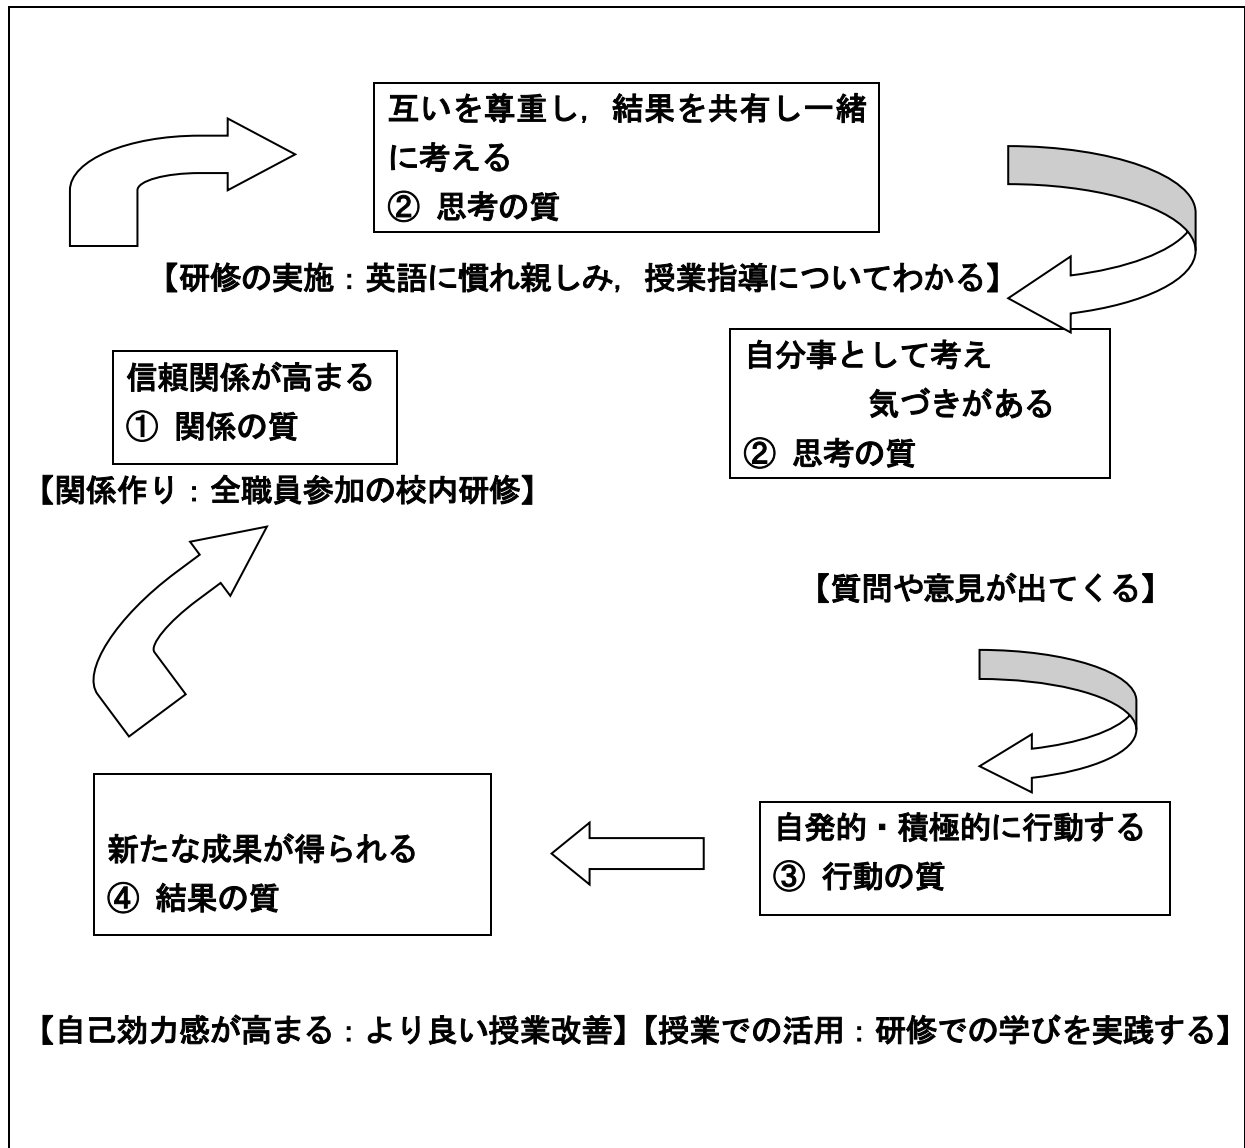 互いを尊重し，結果を共有し一緒
に考える
② 思考の質
【研修の実施：英語に慣れ親しみ，授業指導についてわかる】
信頼関係が高まる
① 関係の質
【関係作り：全職員参加の校内研修】
自分事として考え
気づきがある
② 思考の質
【質問や意見が出てくる】
新たな成果が得られる
④ 結果の質
自発的・積極的に行動する
③ 行動の質
【自己効力感が高まる：より良い授業改善】【授業での活用：研修での学びを実践する】